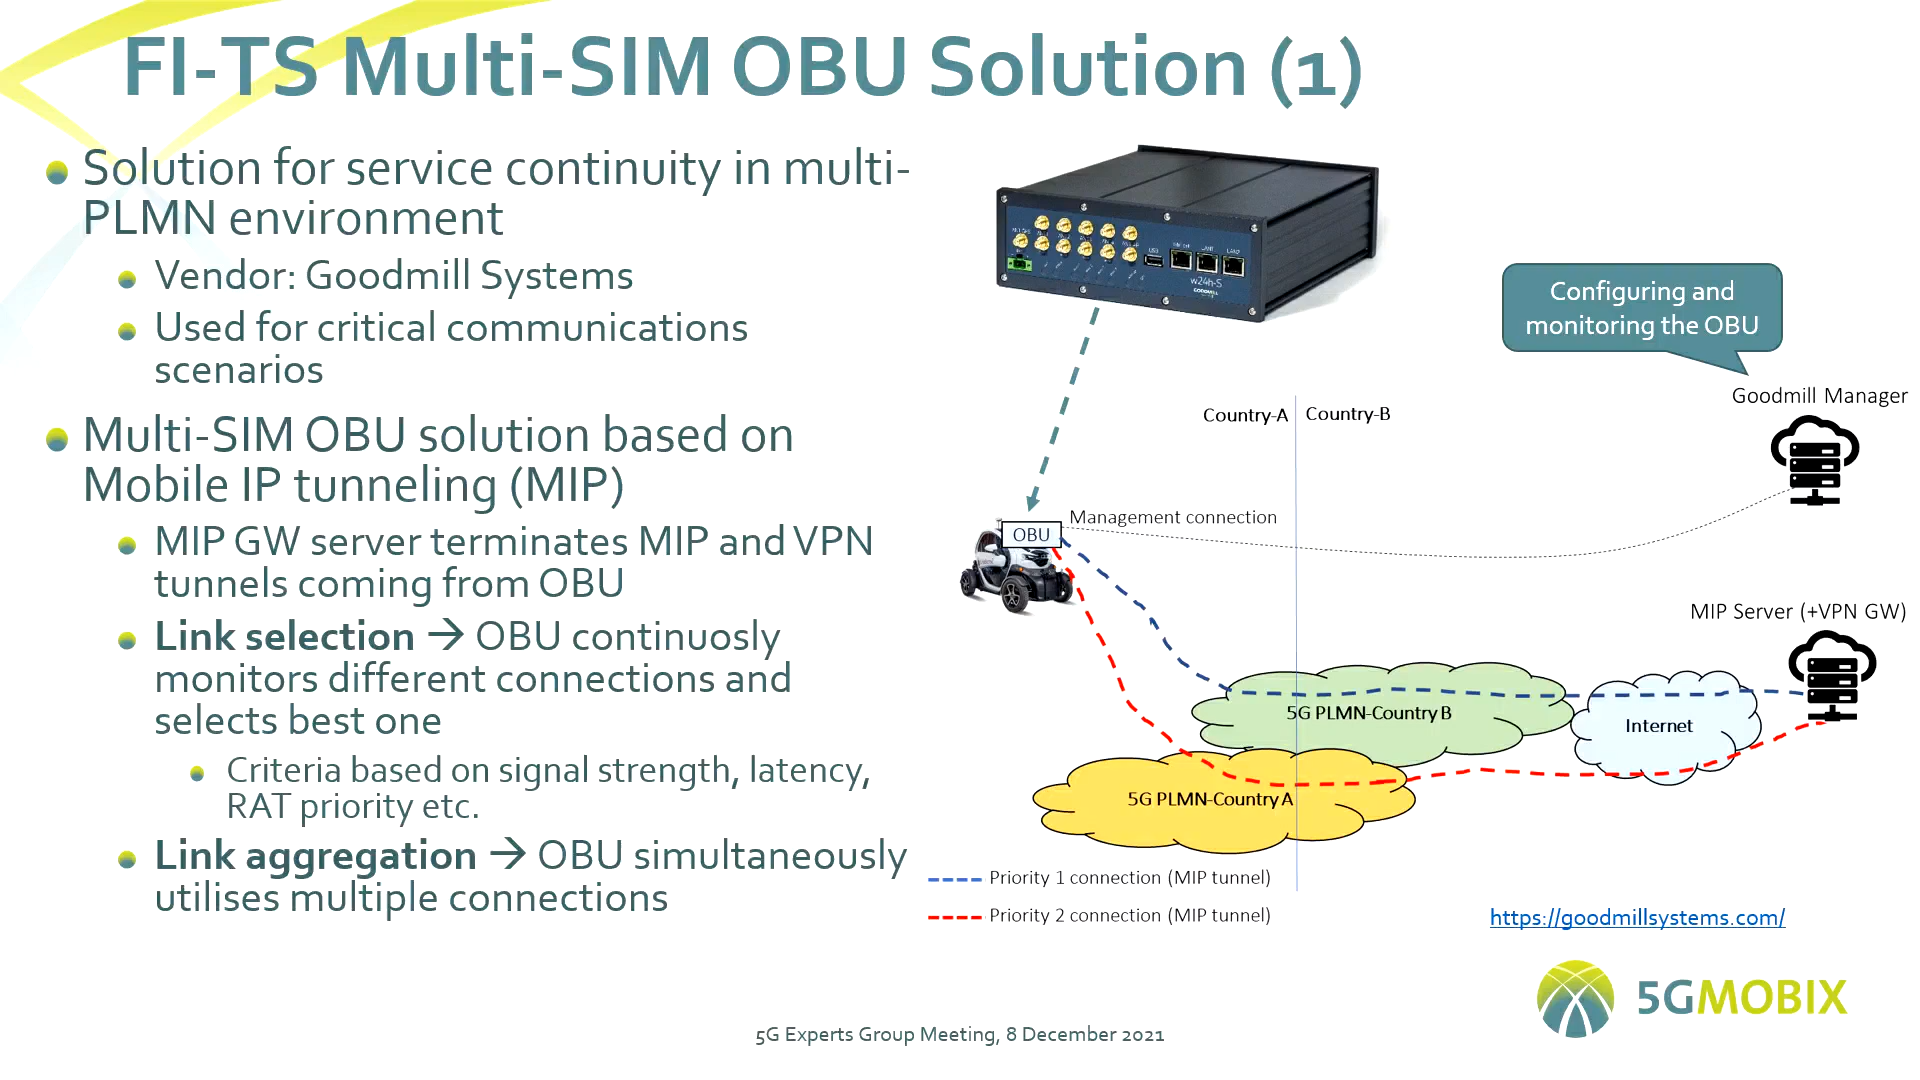 FI-TS Multi-SIM OBU Solution (1)
Solution for service continuity in multi-
PLMN environment
Vendor: Goodmill Systems
Used for critical communications
scenarios
Multi-SIM OBU solution based on
Mobile IP tunneling (MIP)
MIP GW server terminates MIP and VPN
tunnels coming from OBU
Link selection → OBU continuosly
monitors different connections and
selects best one
Criteria based on signal strength, latency,
RAT priority etc.
Link aggregation → OBU simultaneously
utilises multiple connections
USB
LAN1
LAN2
w24h-S
GOODMILL
Configuring and
monitoring the OBU
Goodmill Manager
Country-A
Country-B
OBU
Management connection
MIP Server (+VPN GW)
5G PLMN-Country B
Internet
5G PLMN-Country A
Priority 1 connection (MIP tunnel)
Priority 2 connection (MIP tunnel)
https://goodmillsystems.com/
5GMOBIX
5G Experts Group Meeting, 8 December 2021